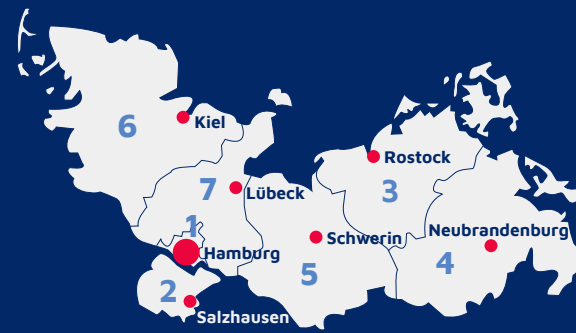 6
Kiel
Rostock
7
Lübeck
3
1
Schwerin
Neubrandenburg
Hamburg
5
4
2
Salzhausen